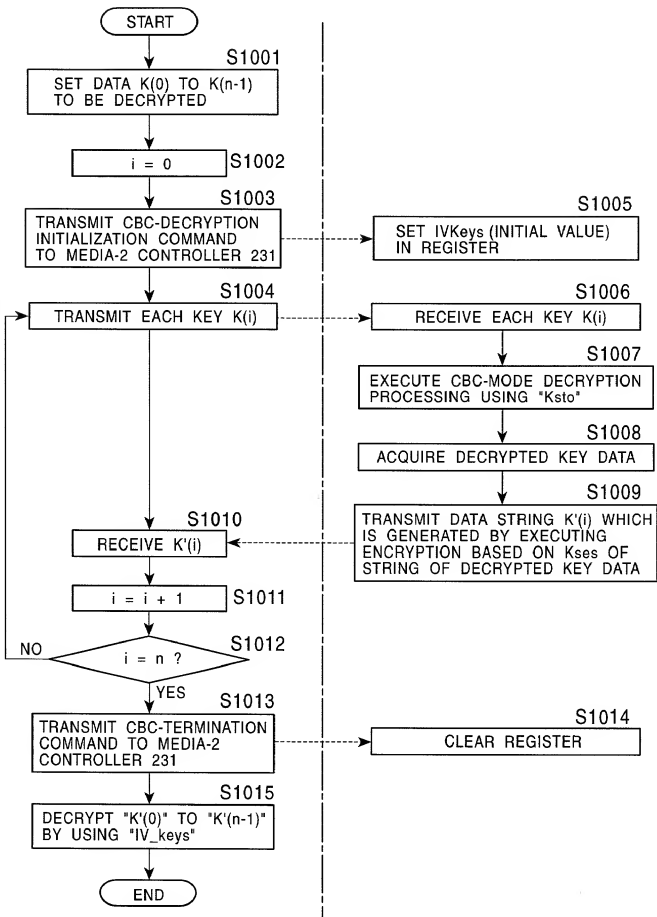 START
S1001
SET DATA K(0) TO K(n-1)
TO BE DECRYPTED
i = 0
S1002
S1003
TRANSMIT CBC-DECRYPTION
INITIALIZATION COMMAND
TO MEDIA-2 CONTROLLER 231
S1005
SET IVKeys (INITIAL VALUE)
IN REGISTER
S1004
TRANSMIT EACH KEY K(i)
S1006
RECEIVE EACH KEY K(i)
S1007
EXECUTE CBC-MODE DECRYPTION
PROCESSING USING "Ksto"
S1008
ACQUIRE DECRYPTED KEY DATA
S1009
TRANSMIT DATA STRING K'(i) WHICH
IS GENERATED BY EXECUTING
ENCRYPTION BASED ON Kses OF
STRING OF DECRYPTED KEY DATA
S1010
RECEIVE K'(i)
i = i + 1
S1011
S1012
i = n ?
NO
YES
S1013
TRANSMIT CBC-TERMINATION
COMMAND TO MEDIA-2
CONTROLLER 231
S1014
CLEAR REGISTER
S1015
DECRYPT "K'(0)" TO "K'(n-1)"
BY USING "IV_keys"
END